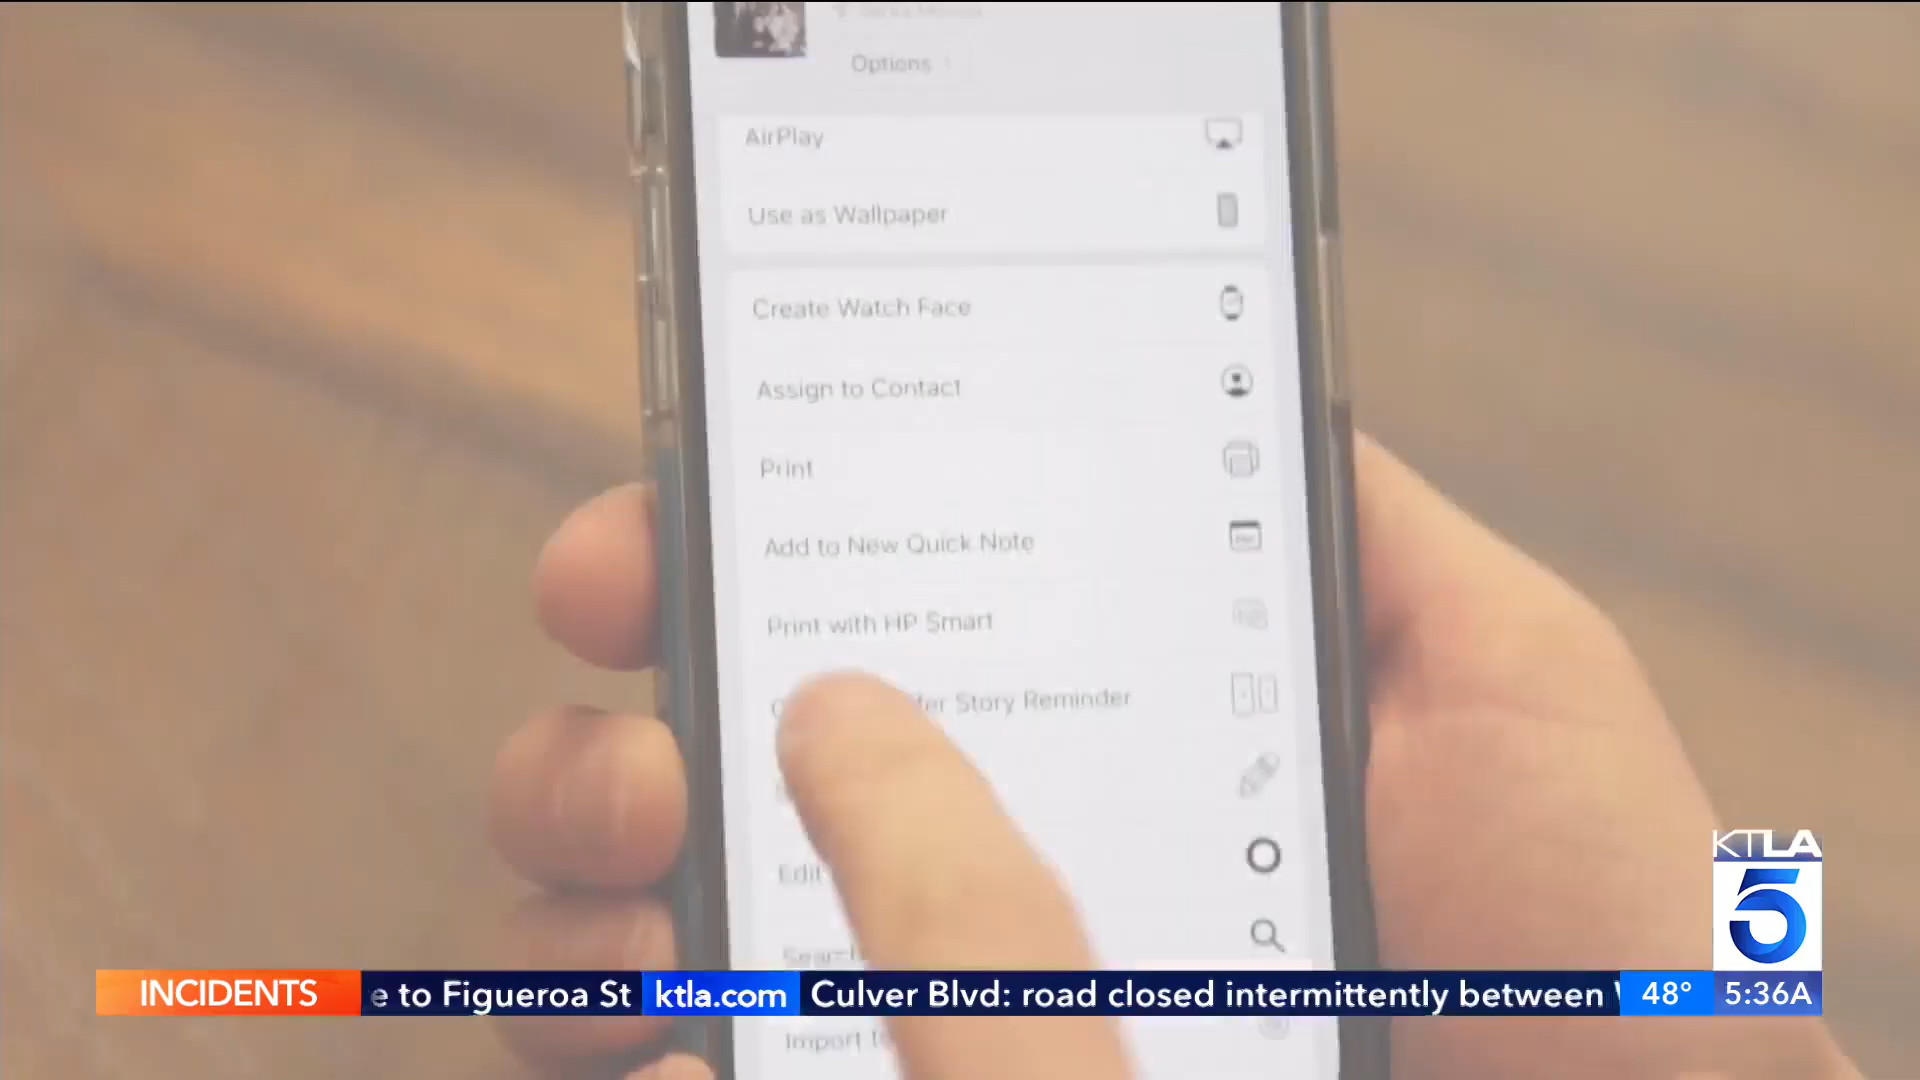 Options
AirPlay
Use as Wallpaper
Create Watch Face
Assign to Contact
Print
Add to New Quick Note
Print with HP Smart
Story Reminder
Edit
Search
Import
KTLA
5
INCIDENTS e to Figueroa St ktla.com Culver Blvd: road closed intermittently between 48° 5:36A